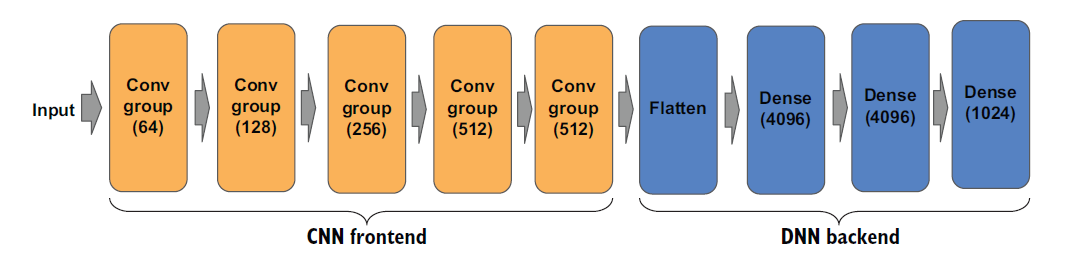 Input
Conv
group
(64)
Conv
group
(128)
Conv
group
(256)
Conv
group
(512)
Conv
group
(512)
Flatten
Dense
(4096)
Dense
(4096)
Dense
(1024)
CNN frontend
DNN backend